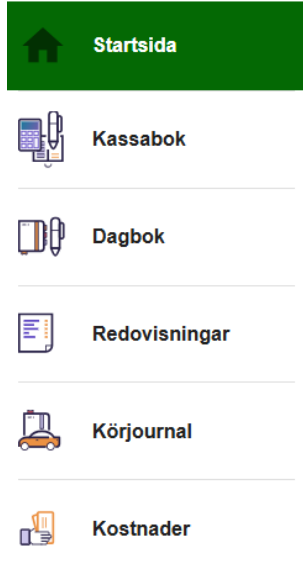 Startsida
Kassabok
Dagbok
Redovisningar
Körjournal
Kostnader